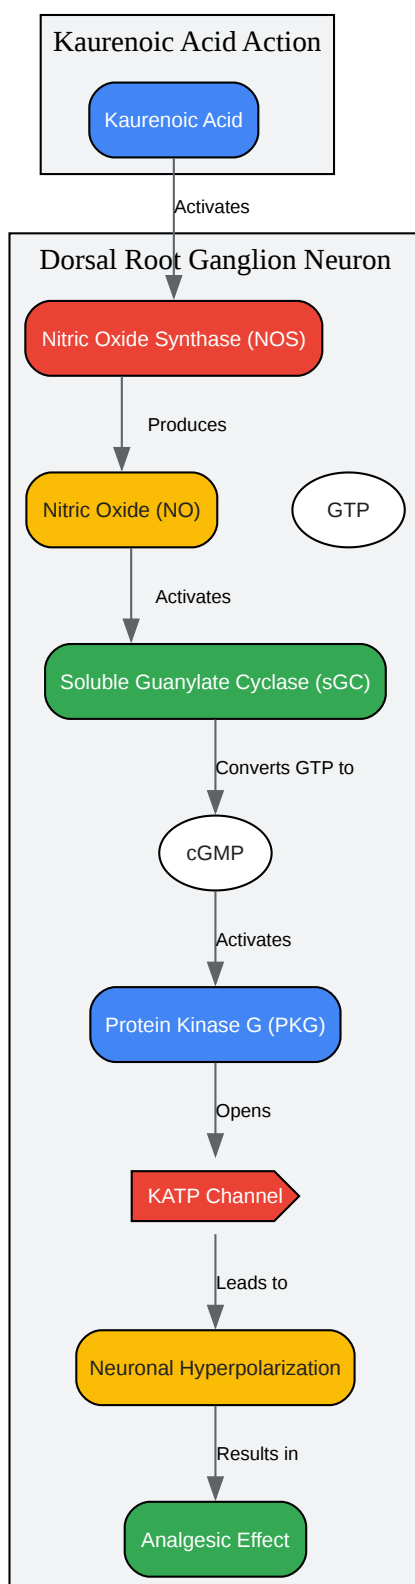 Kaurenoic Acid Action
Kaurenoic Acid
Activates
Dorsal Root Ganglion Neuron
Nitric Oxide Synthase (NOS)
Produces
Nitric Oxide (NO)
GTP
Activates
Soluble Guanylate Cyclase (sGC)
Converts GTP to
cGMP
Activates
Protein Kinase G (PKG)
Opens
KATP Channel
Leads to
Neuronal Hyperpolarization
Results in
Analgesic Effect